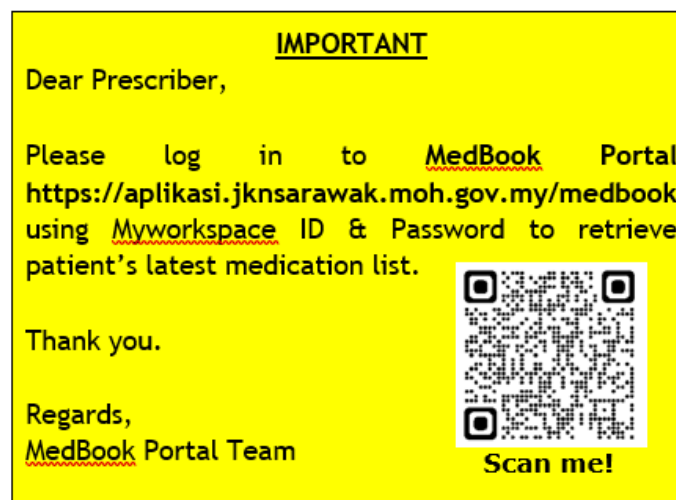 IMPORTANT
Dear Prescriber,
Please log in to MedBook Portal
https://aplikasi.jknsarawak.moh.gov.my/medbook
using Myworkspace ID & Password to retrieve
patient's latest medication list.
Thank you.
Regards,
MedBook Portal Team
Scan me!